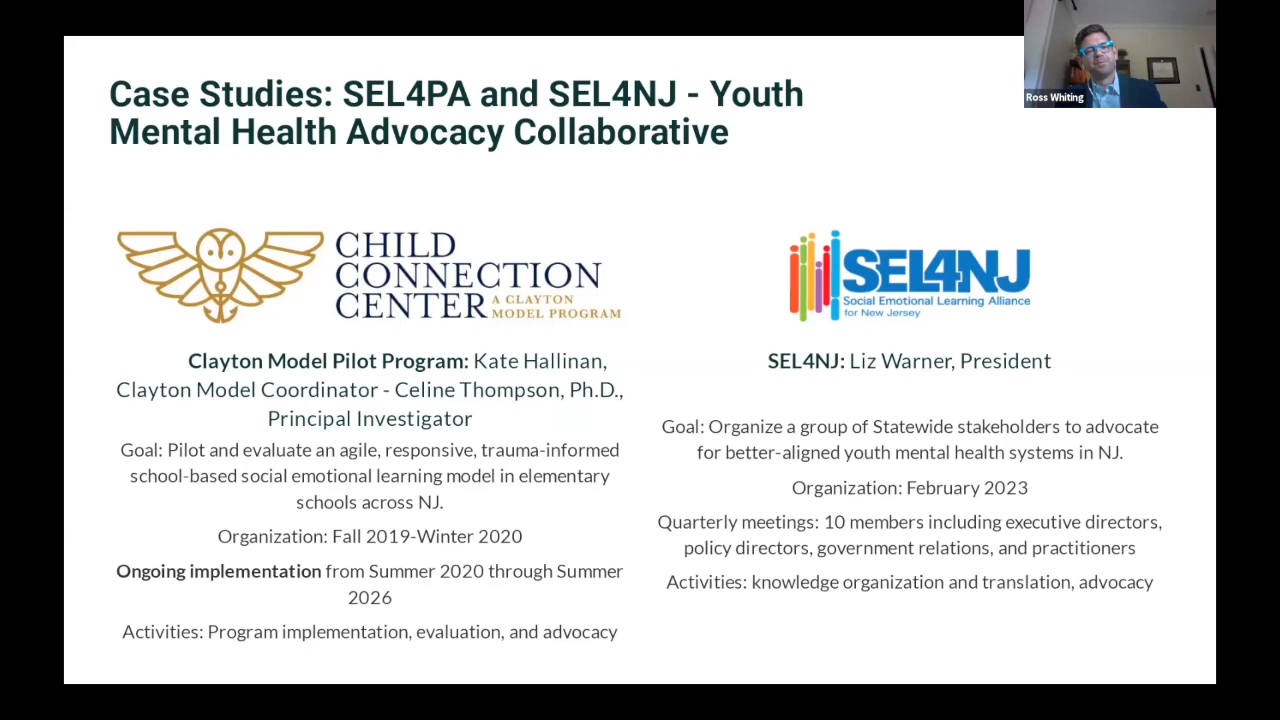 Case Studies: SEL4PA and SEL4NJ - Youth
Mental Health Advocacy Collaborative
Ross Whiting
CHILD
CONNECTION
CENTER A CLAYTON
MODEL PROGRAM
Clayton Model Pilot Program: Kate Hallinan,
Clayton Model Coordinator - Celine Thompson, Ph.D.,
Principal Investigator
Goal: Pilot and evaluate an agile, responsive, trauma-informed
school-based social emotional learning model in elementary
schools across NJ.
Organization: Fall 2019-Winter 2020
Ongoing implementation from Summer 2020 through Summer
2026
Activities: Program implementation, evaluation, and advocacy
SEL4NJ
Social Emotional Learning Alliance
for New Jersey
SEL4NJ: Liz Warner, President
Goal: Organize a group of Statewide stakeholders to advocate
for better-aligned youth mental health systems in NJ.
Organization: February 2023
Quarterly meetings: 10 members including executive directors,
policy directors, government relations, and practitioners
Activities: knowledge organization and translation, advocacy